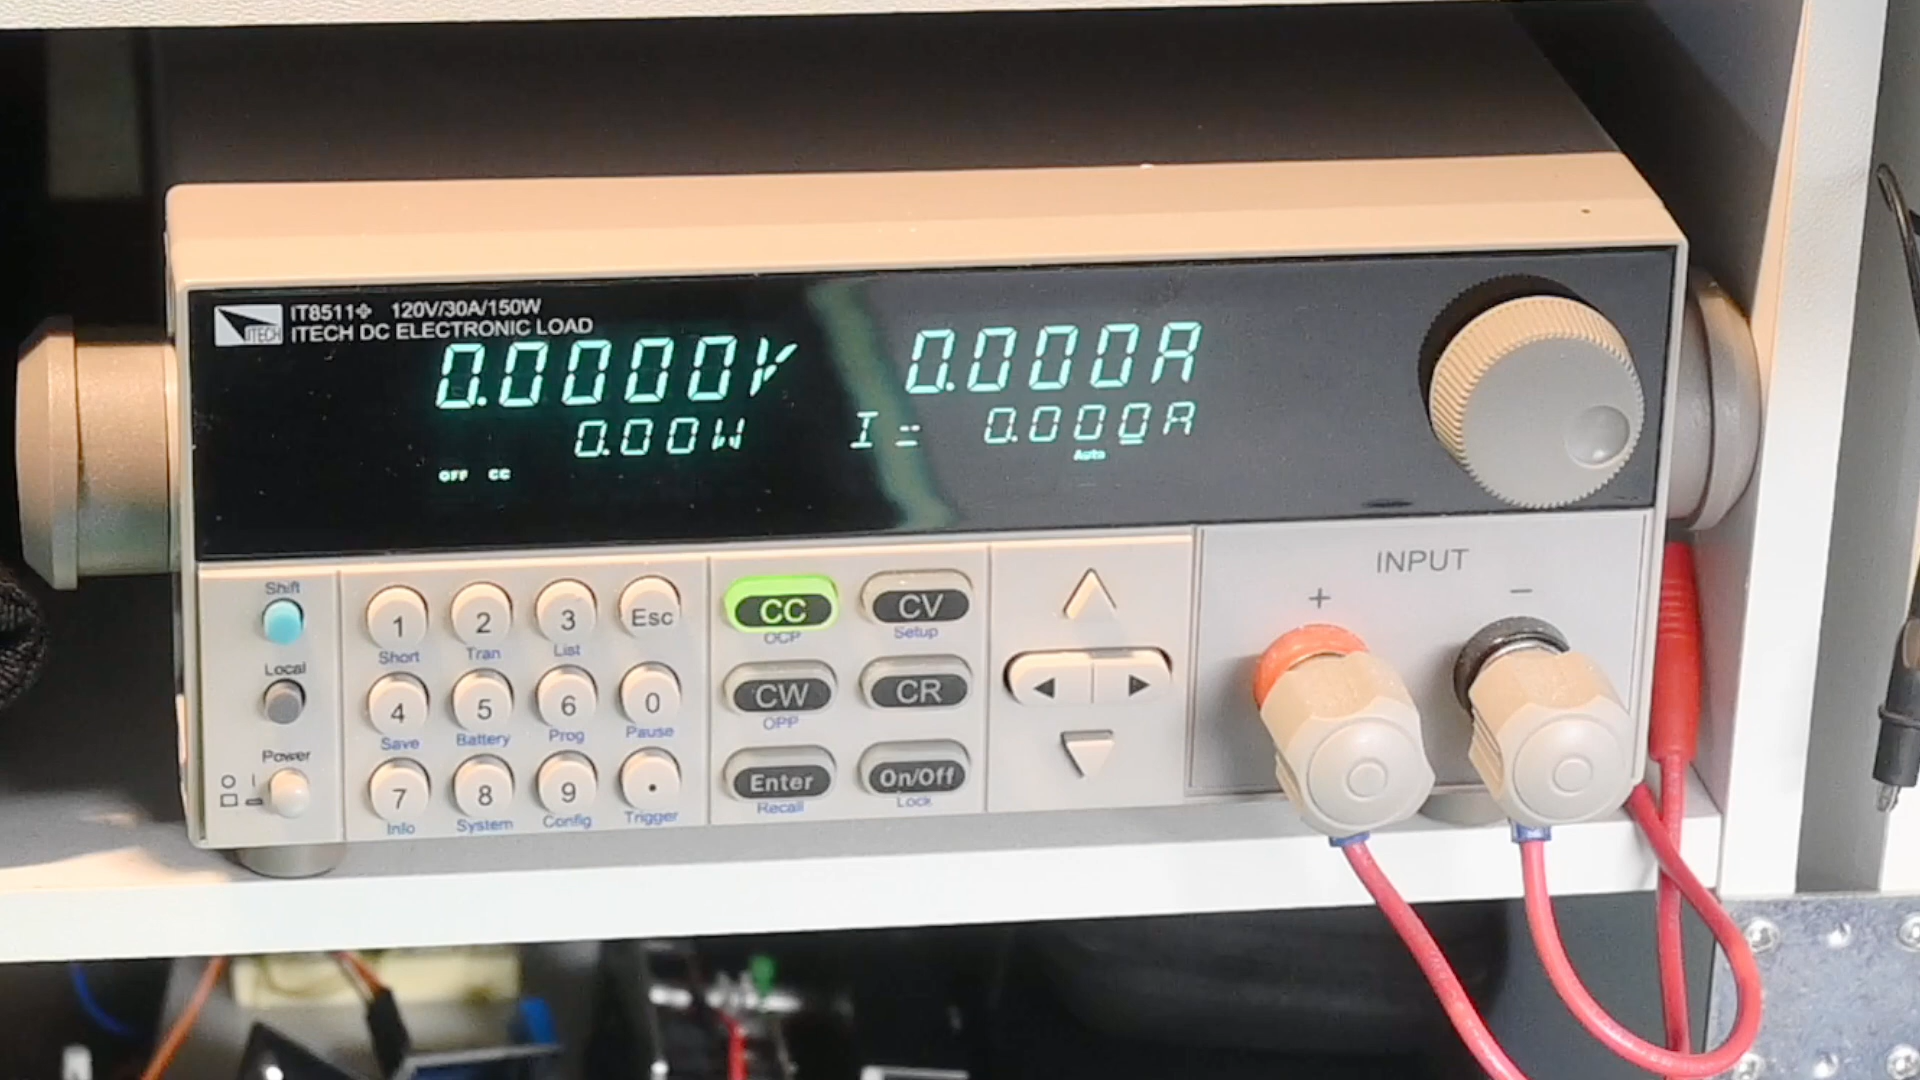 ITECH
IT8511+ 120V/30A/150W
ITECH DC ELECTRONIC LOAD
0.0000V 0.000A
0.00W I= 0.000A
OFF CC Auto
Shift
Local
Power
1 2 3 Esc
Short Tran List
4 5 6 0
Save Battery Prog Pause
7 8 9 .
Info System Config Trigger
CC CV
OCP Setup
CW CR
OPP
Enter On/Off
Recall Lock
INPUT
+ −